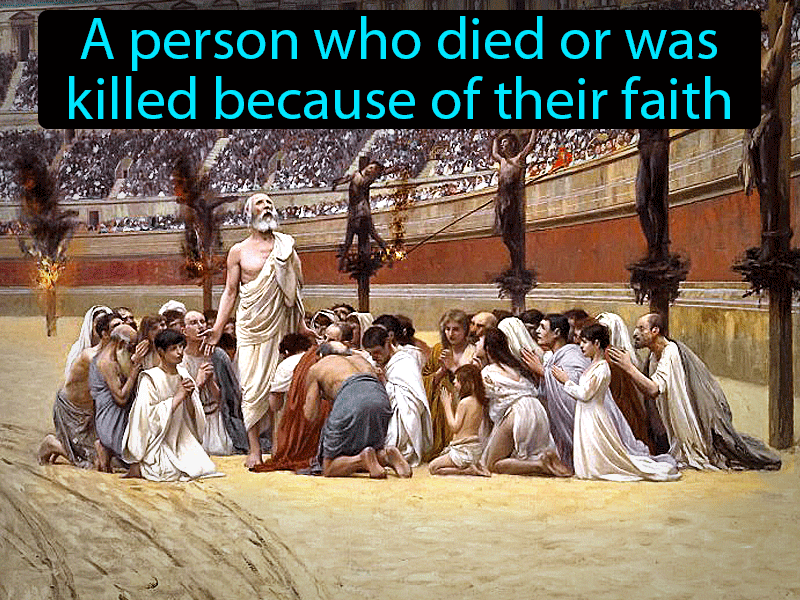 A person who died or was
killed because of their faith